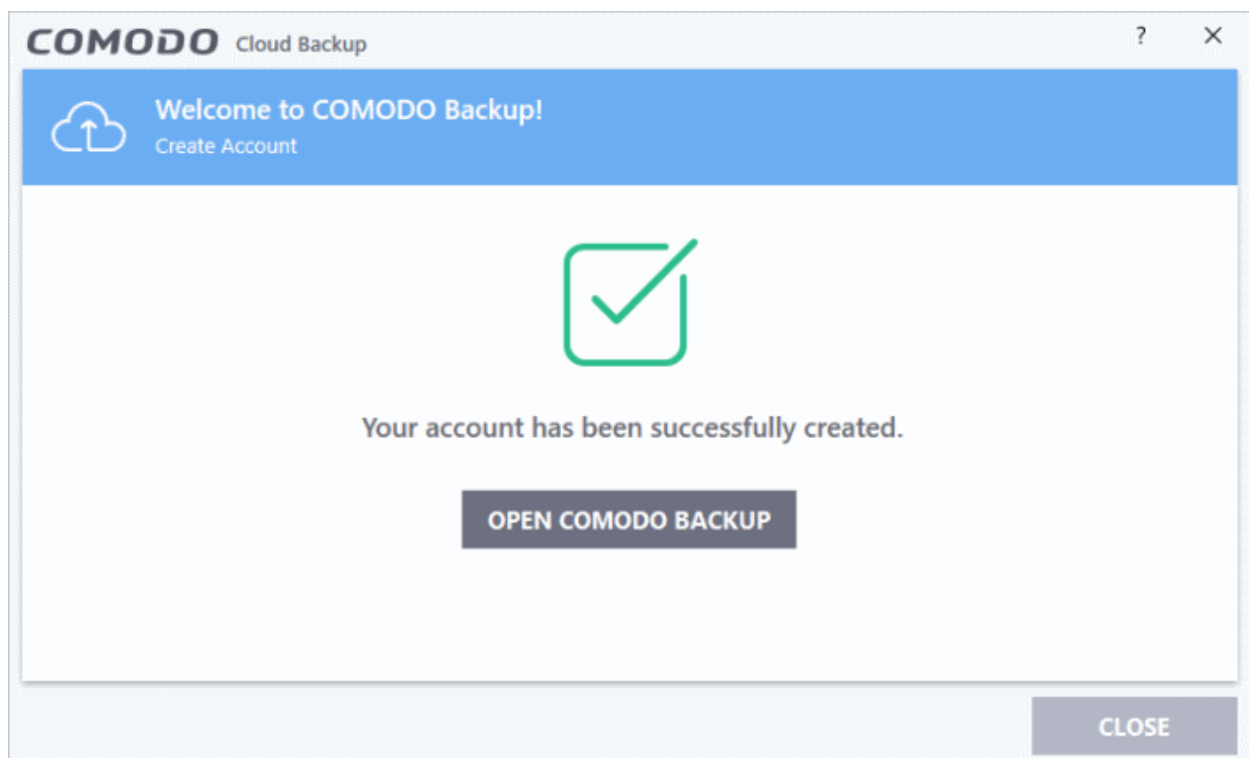 COMODO Cloud Backup ? ×
Welcome to COMODO Backup!
Create Account
Your account has been successfully created.
OPEN COMODO BACKUP
CLOSE